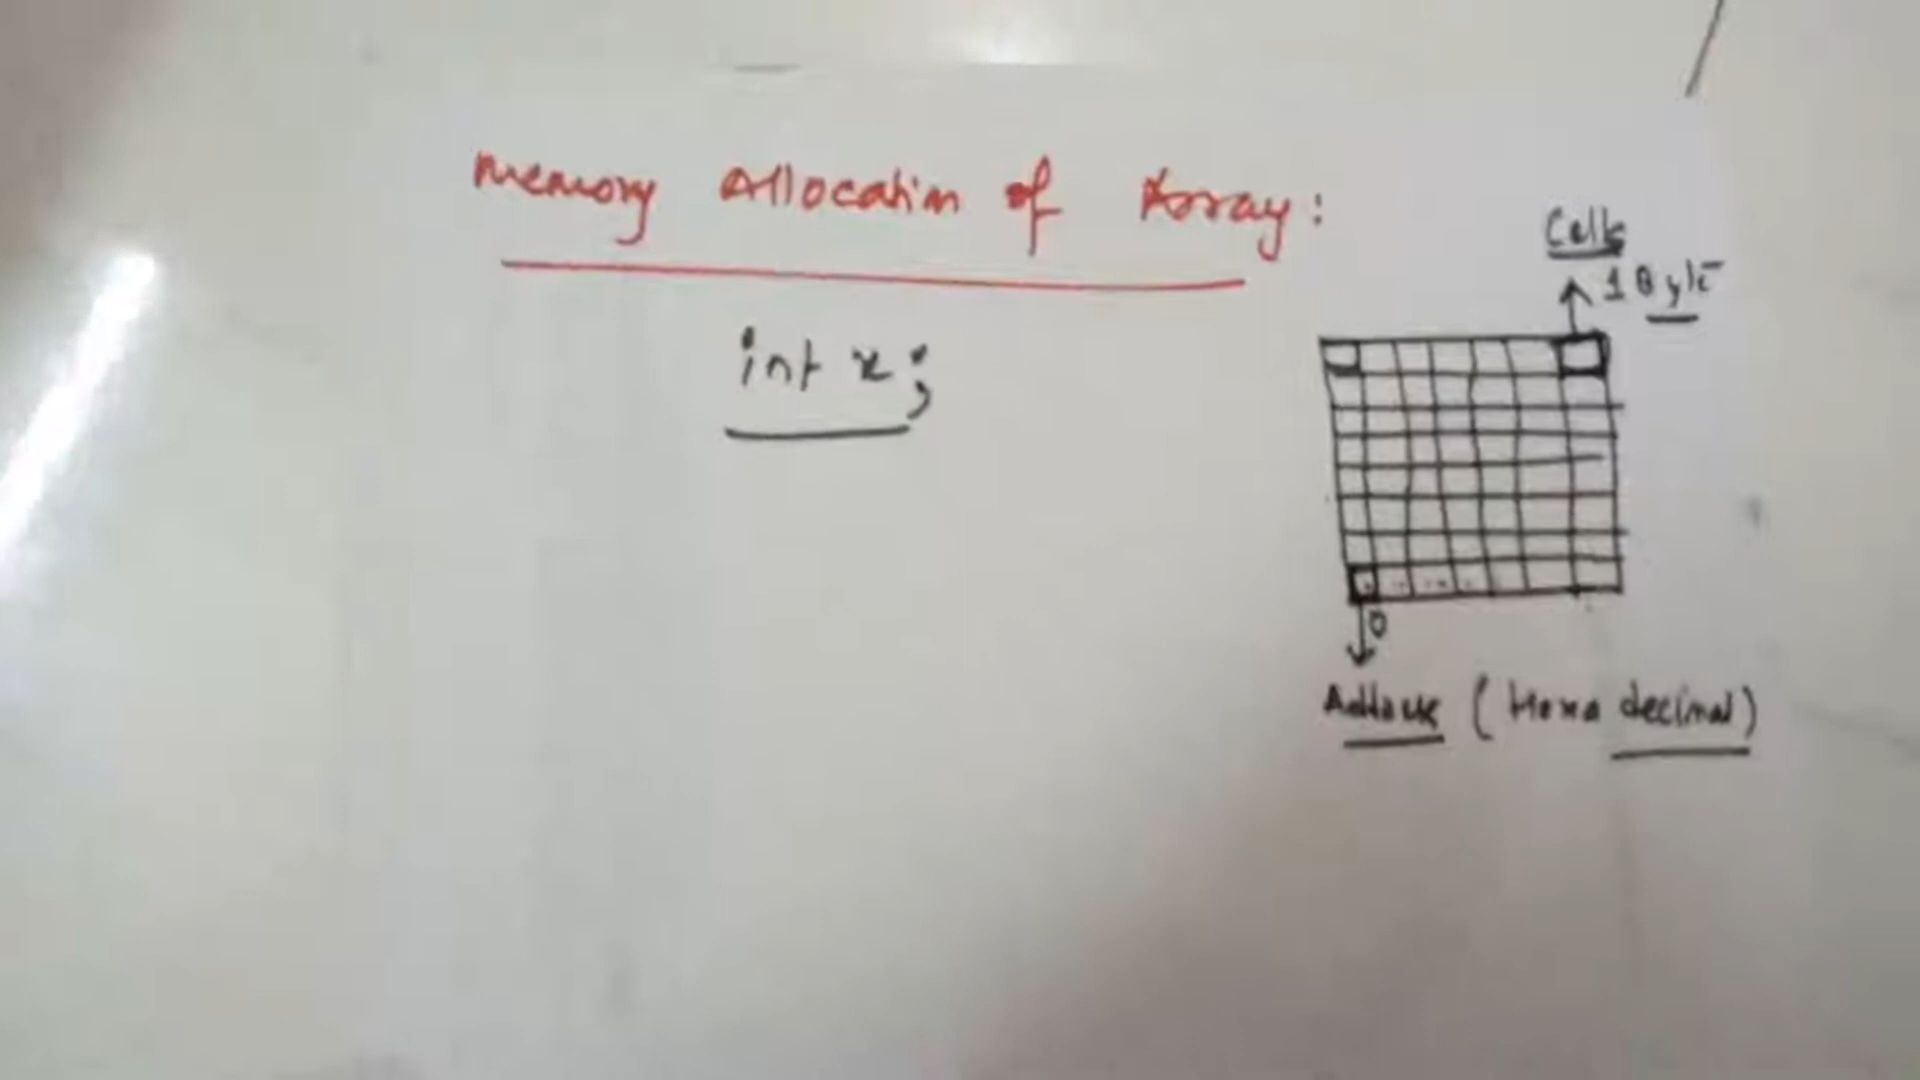 Memory Allocation of Array:
int x;
Cells
1 Byte
0
Address (Hexa decimal)